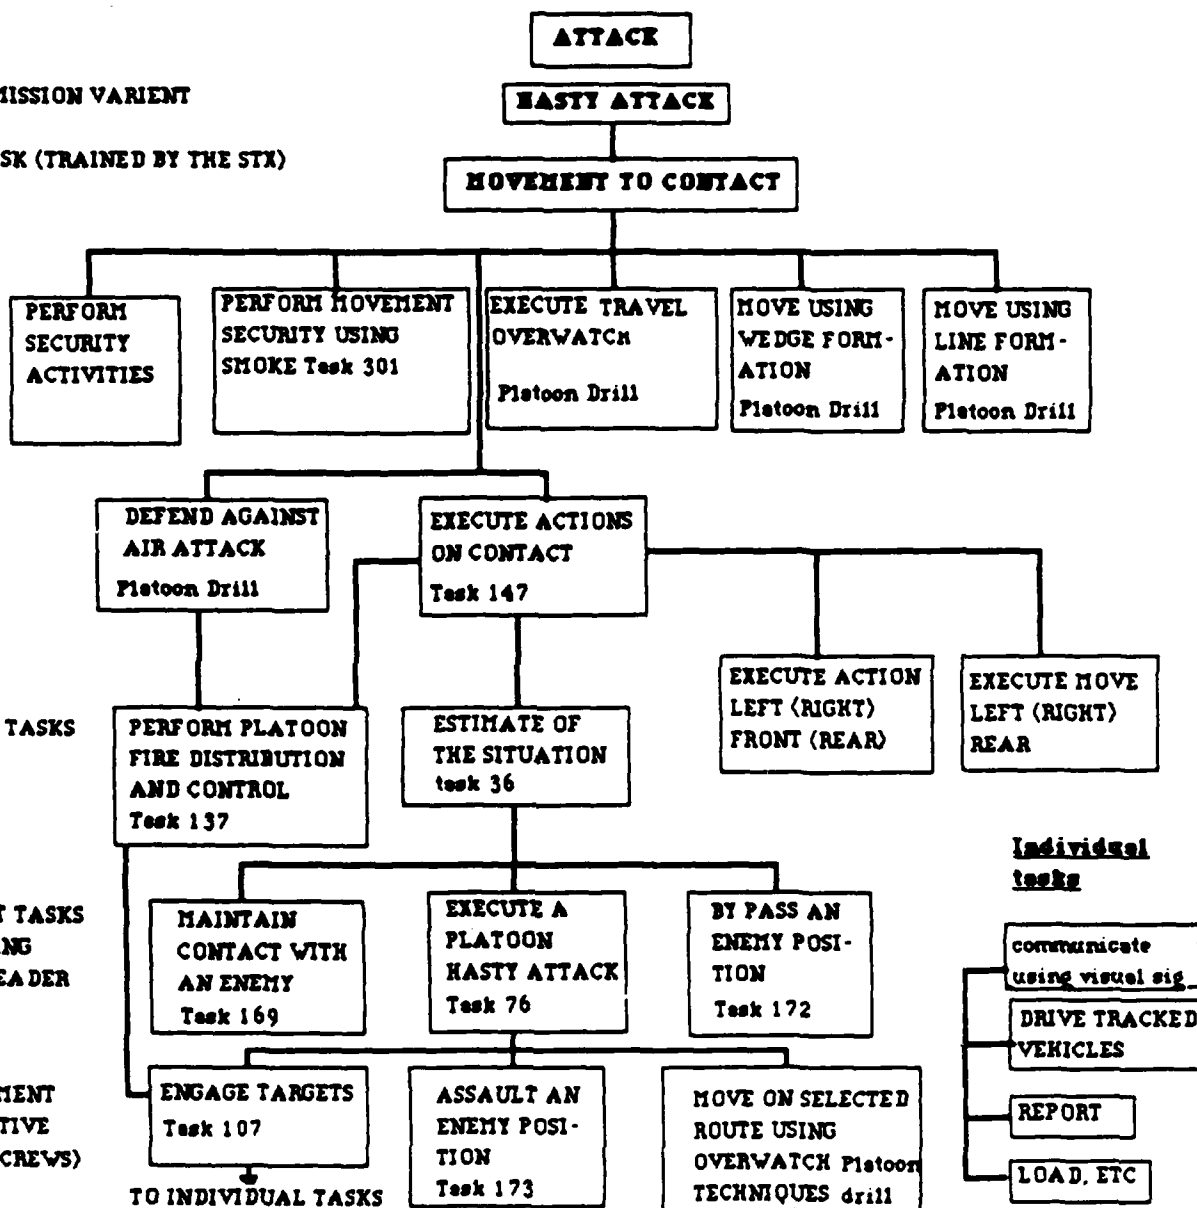 ATTACK
MISSION VARIENT
HASTY ATTACK
SK (TRAINED BY THE STX)
MOVEMENT TO CONTACT
PERFORM
SECURITY
ACTIVITIES
PERFORM MOVEMENT
SECURITY USING
SMOKE Task 301
EXECUTE TRAVEL
OVERWATCH
Platoon Drill
MOVE USING
WEDGE FORM-
ATION
Platoon Drill
MOVE USING
LINE FORM-
ATION
Platoon Drill
DEFEND AGAINST
AIR ATTACK
Platoon Drill
EXECUTE ACTIONS
ON CONTACT
Task 147
EXECUTE ACTION
LEFT (RIGHT)
FRONT (REAR)
EXECUTE MOVE
LEFT (RIGHT)
REAR
TASKS
PERFORM PLATOON
FIRE DISTRIBUTION
AND CONTROL
Task 137
ESTIMATE OF
THE SITUATION
task 36
T TASKS
ING
EADER
MAINTAIN
CONTACT WITH
AN ENEMY
Task 169
EXECUTE A
PLATOON
HASTY ATTACK
Task 76
BY PASS AN
ENEMY POSI-
TION
Task 172
MENT
TIVE
CREWS)
ENGAGE TARGETS
Task 107
TO INDIVIDUAL TASKS
ASSAULT AN
ENEMY POSI-
TION
Task 173
MOVE ON SELECTED
ROUTE USING
OVERWATCH Platoon
TECHNIQUES drill
Individual
tasks
communicate
using visual sig
DRIVE TRACKED
VEHICLES
REPORT
LOAD, ETC